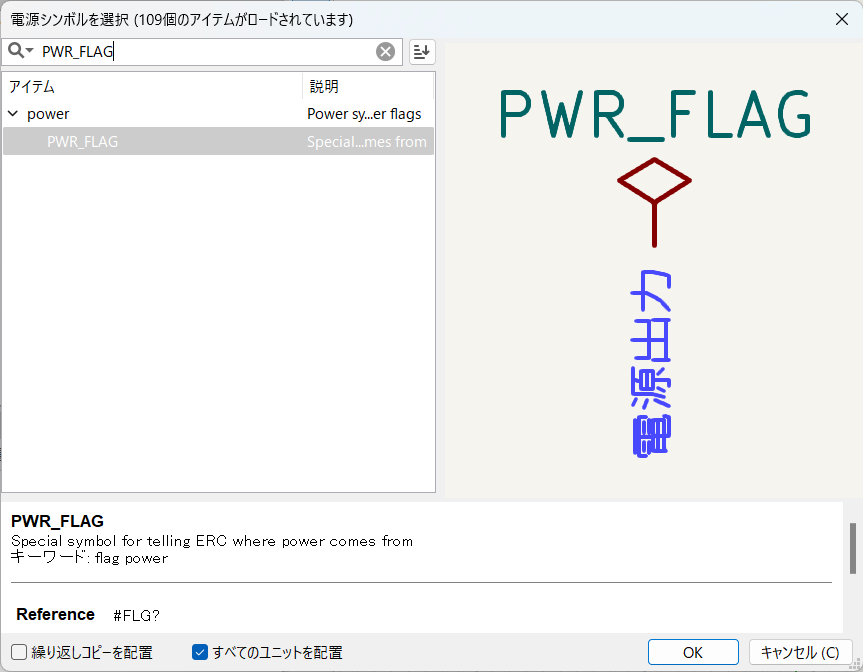 電源シンボルを選択 (109個のアイテムがロードされています)
PWR_FLAG
アイテム 説明
power Power sy...er flags
PWR_FLAG Special...mes from
PWR_FLAG
電源出力
PWR_FLAG
Special symbol for telling ERC where power comes from
キーワード: flag power
Reference #FLG?
繰り返しコピーを配置 すべてのユニットを配置 OK キャンセル (C)